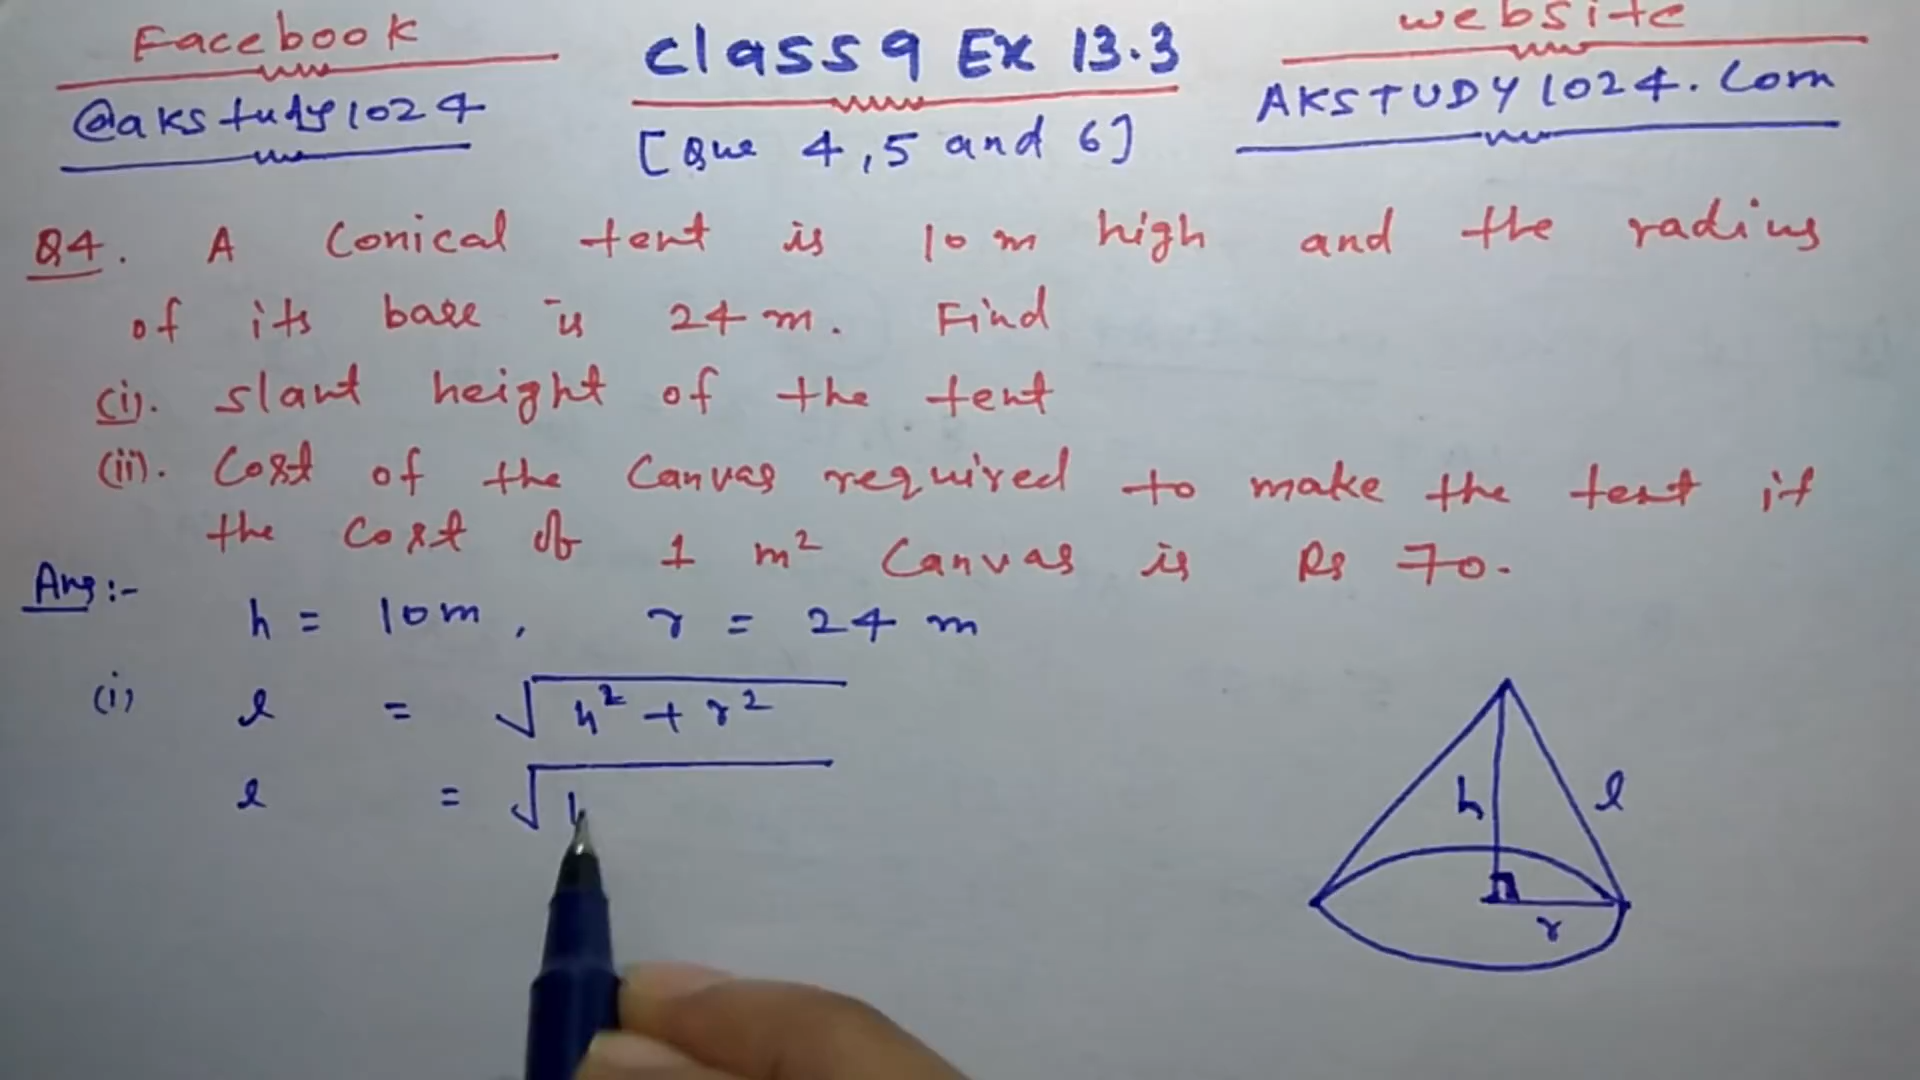 Facebook
@akstudy1024
Class 9 Ex 13.3
[Que 4,5 and 6]
website
AKSTUDY1024.Com
Q4. A Conical tent is 10 m high and the radius
of its base is 24 m. Find
(i). slant height of the tent
(ii). Cost of the Canvas required to make the tent if
the Cost of 1 m² Canvas is Rs 70.
Ans:-
h = 10m, r = 24 m
(i) l = √h² + r²
l = √1
h
l
r